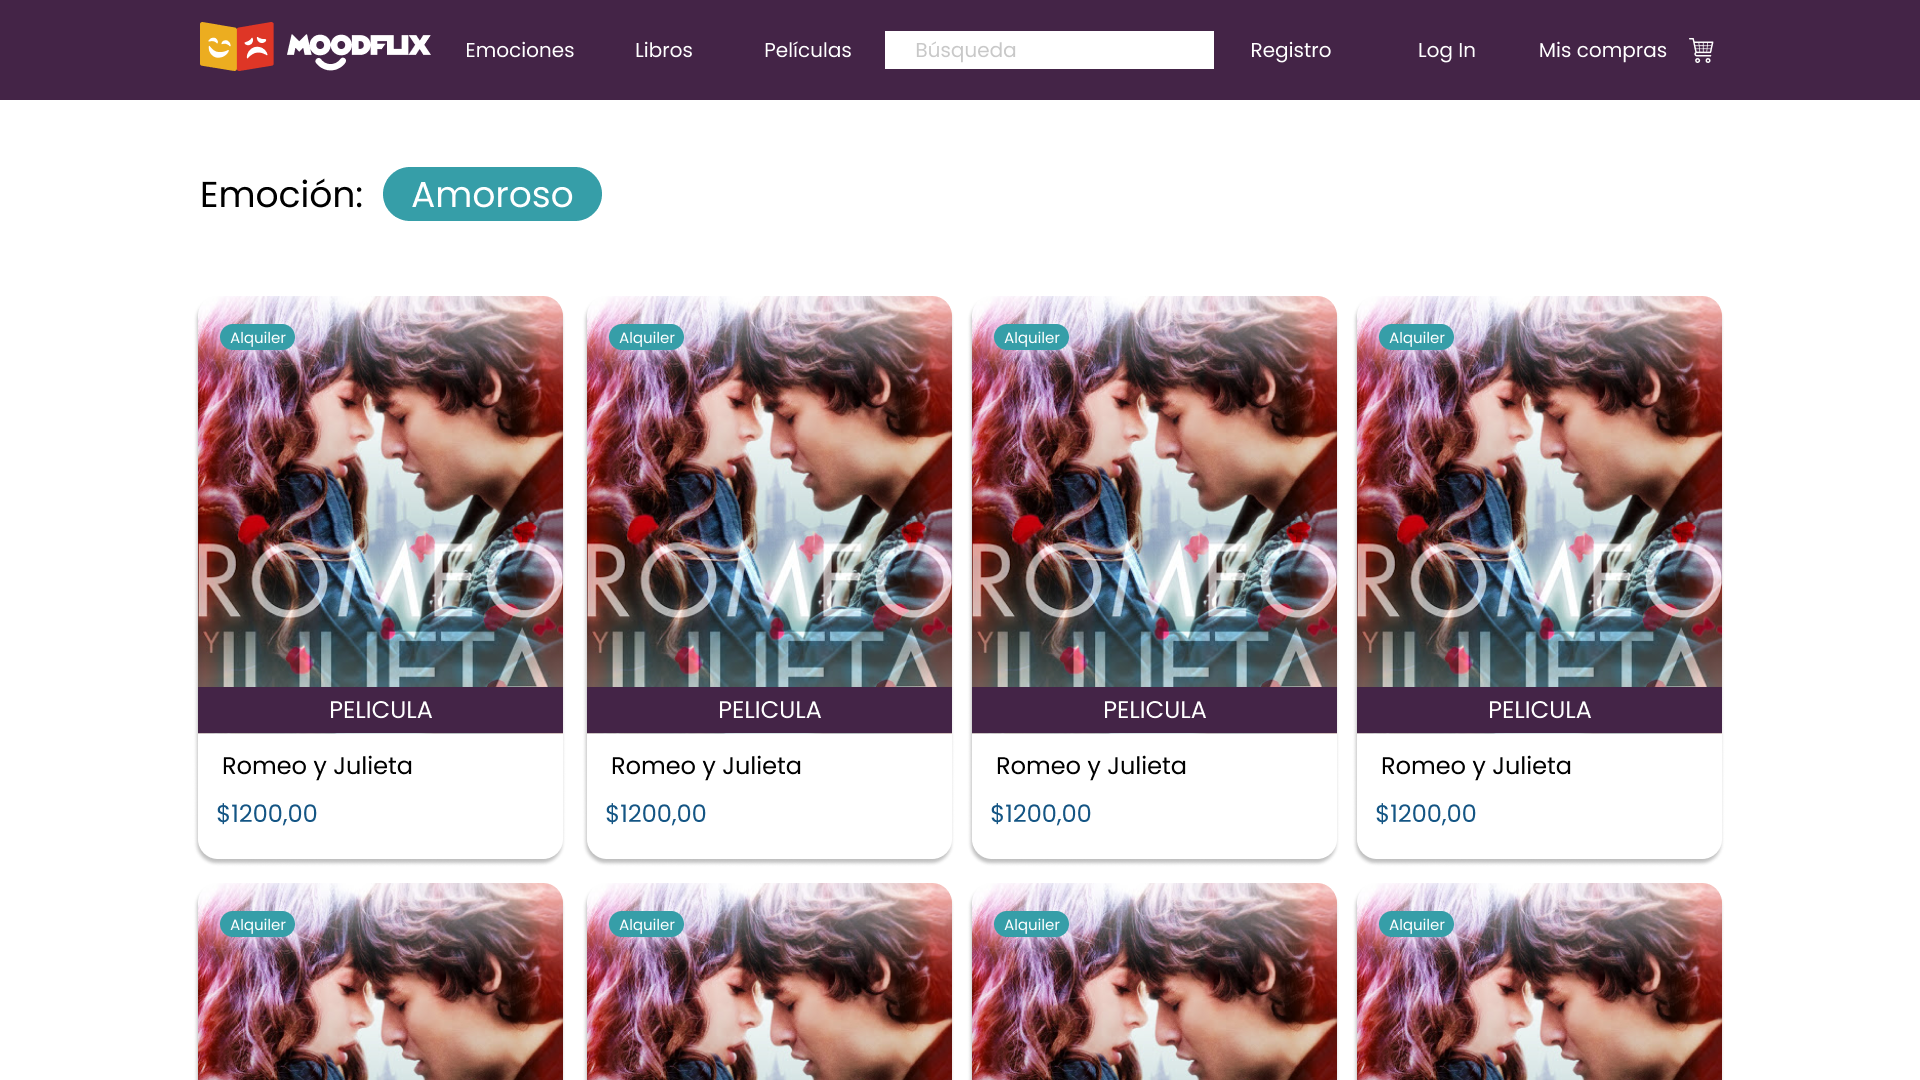 MOODFLIX Emociones Libros Películas Búsqueda Registro Log In Mis compras
Emoción: Amoroso
Alquiler Alquiler Alquiler Alquiler
ROMEO ROMEO ROMEO ROMEO
Y JULIETA Y JULIETA Y JULIETA Y JULIETA
PELICULA PELICULA PELICULA PELICULA
Romeo y Julieta Romeo y Julieta Romeo y Julieta Romeo y Julieta
$1200,00 $1200,00 $1200,00 $1200,00
Alquiler Alquiler Alquiler Alquiler